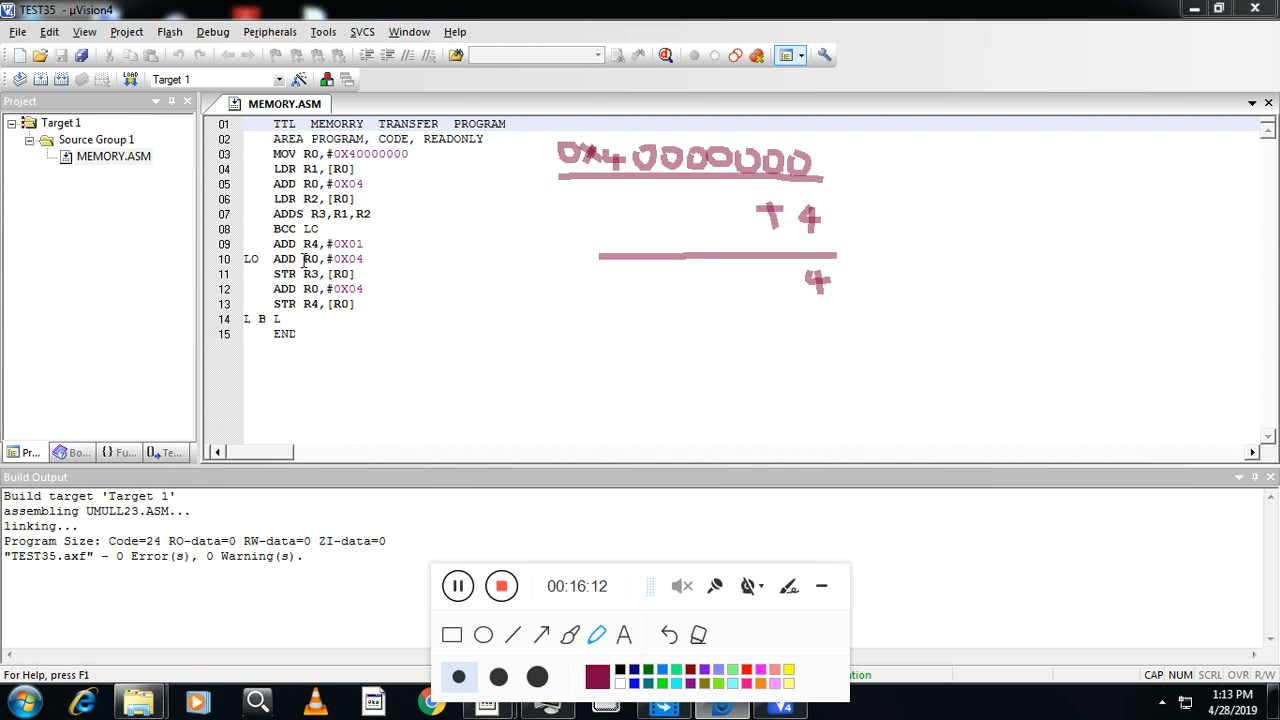 TEST35 - µVision4
File Edit View Project Flash Debug Peripherals Tools SVCS Window Help
LOAD Target 1
Project
MEMORY.ASM
Target 1
Source Group 1
MEMORY.ASM
01 TTL MEMORRY TRANSFER PROGRAM
02 AREA PROGRAM, CODE, READONLY
03 MOV R0,#0X40000000
04 LDR R1,[R0]
05 ADD R0,#0X04
06 LDR R2,[R0]
07 ADDS R3,R1,R2
08 BCC LO
09 ADD R4,#0X01
10 LO ADD R0,#0X04
11 STR R3,[R0]
12 ADD R0,#0X04
13 STR R4,[R0]
14 L B L
15 END
0x40000000
+ 4
4
Pr... Bo... {} Fu... Te...
Build Output
Build target 'Target 1'
assembling UMULL23.ASM...
linking...
Program Size: Code=24 RO-data=0 RW-data=0 ZI-data=0
"TEST35.axf" - 0 Error(s), 0 Warning(s).
00:16:12
A
For Help, press F1
CAP NUM SCRL OVR R/W
1:13 PM
4/28/2019